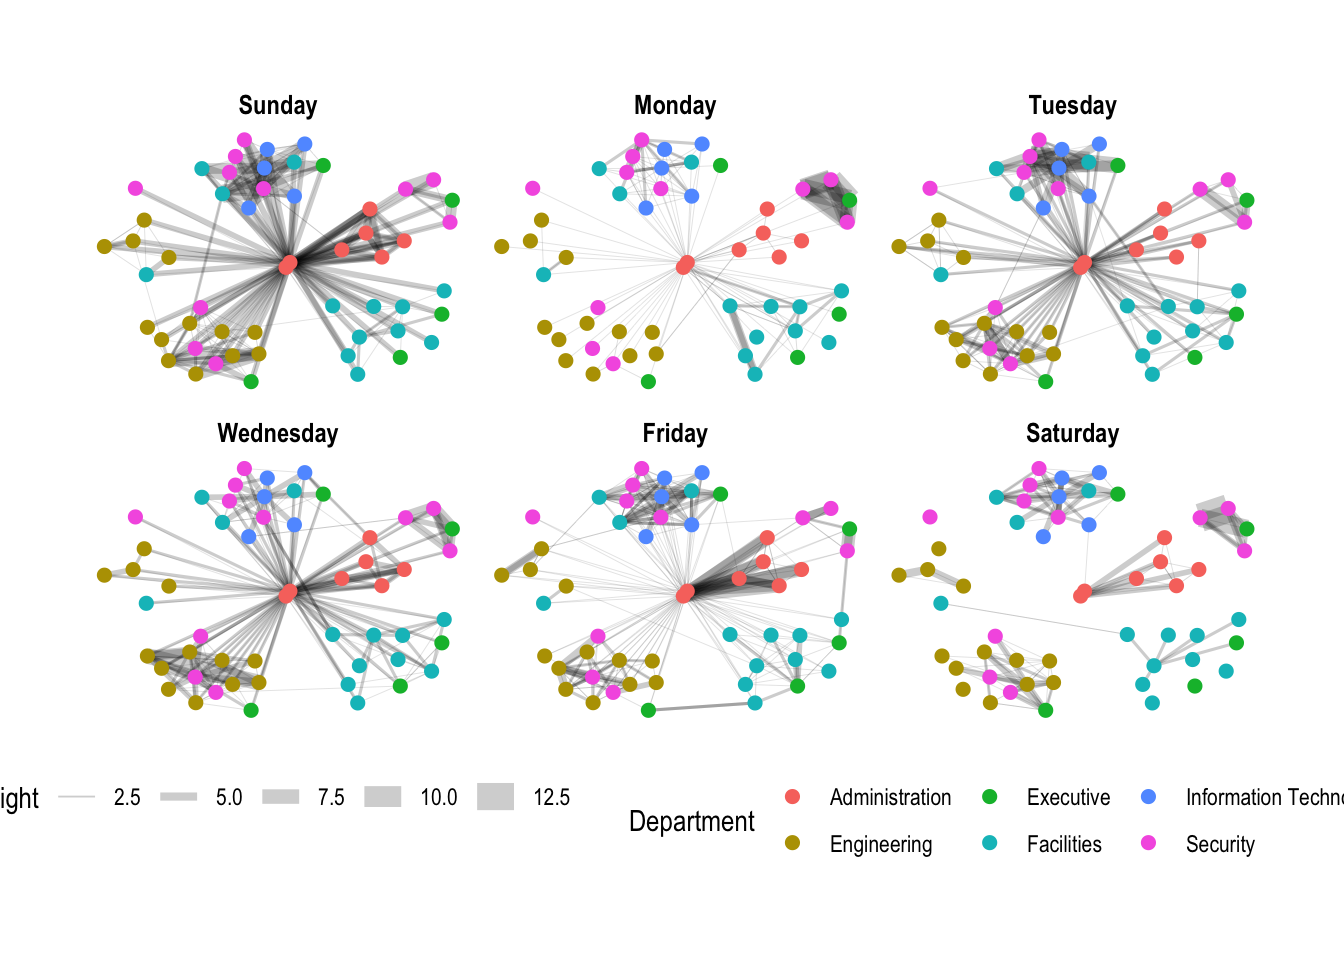 Sunday
Monday
Tuesday
Wednesday
Friday
Saturday
ight 2.5 5.0 7.5 10.0 12.5
Department
Administration Executive Information Techn
Engineering Facilities Security